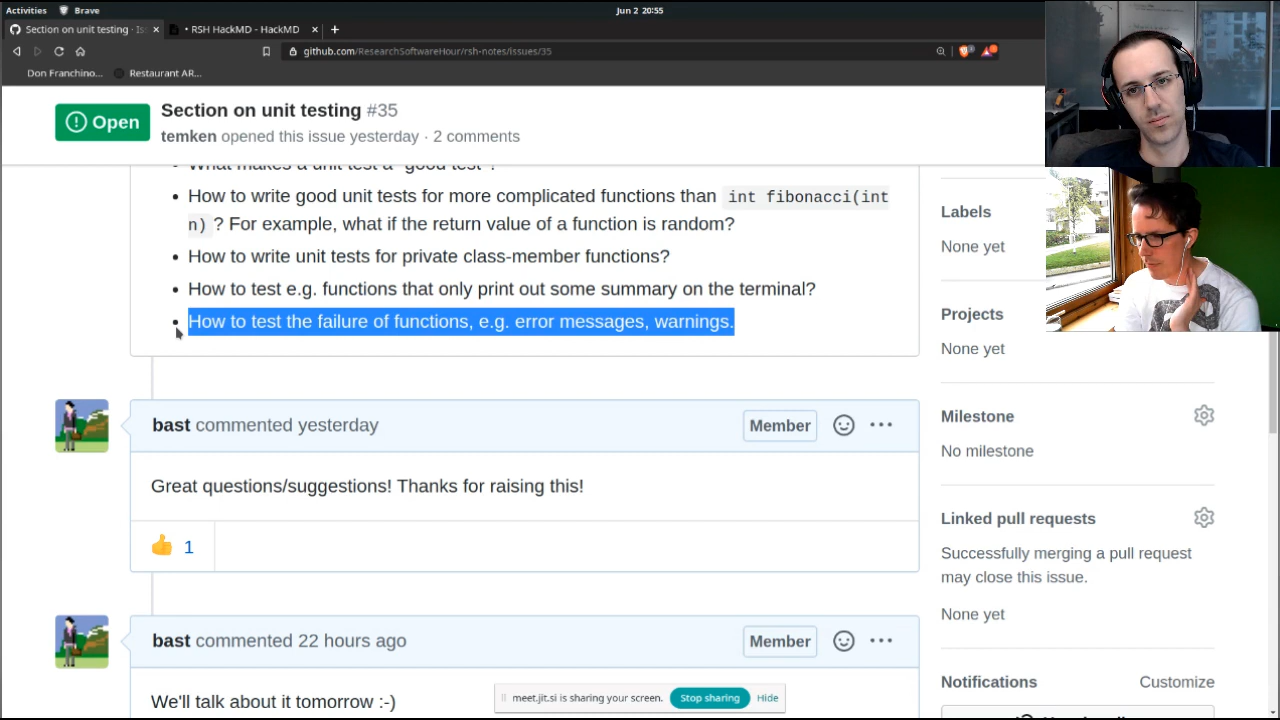 Activities Brave Jun 2 20:55
Section on unit testing · Iss × • RSH HackMD - HackMD × +
github.com/ResearchSoftwareHour/rsh-notes/issues/35
Don Franchino... Restaurant AR...
Open
Section on unit testing #35
temken opened this issue yesterday · 2 comments
What makes a unit test a "good test"?
• How to write good unit tests for more complicated functions than int fibonacci(int
n) ? For example, what if the return value of a function is random?
• How to write unit tests for private class-member functions?
• How to test e.g. functions that only print out some summary on the terminal?
• How to test the failure of functions, e.g. error messages, warnings.
bast commented yesterday
Member
Great questions/suggestions! Thanks for raising this!
👍 1
bast commented 22 hours ago
Member
We'll talk about it tomorrow :-)
Labels
None yet
Projects
None yet
Milestone
No milestone
Linked pull requests
Successfully merging a pull request
may close this issue.
None yet
Notifications Customize
meet.jit.si is sharing your screen. Stop sharing Hide